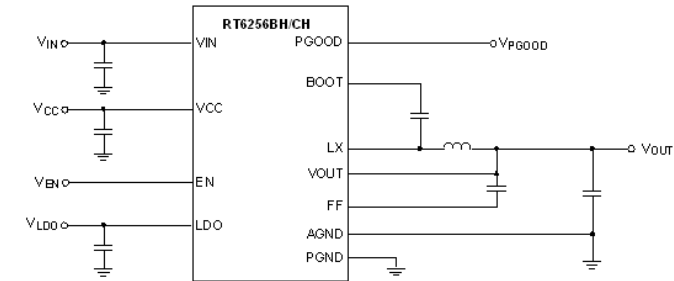 RT6256BH/CH
VIN VIN PGOOD VPGOOD
BOOT
VCC VCC
LX VOUT
VEN EN VOUT
FF
VLDO LDO
AGND
PGND